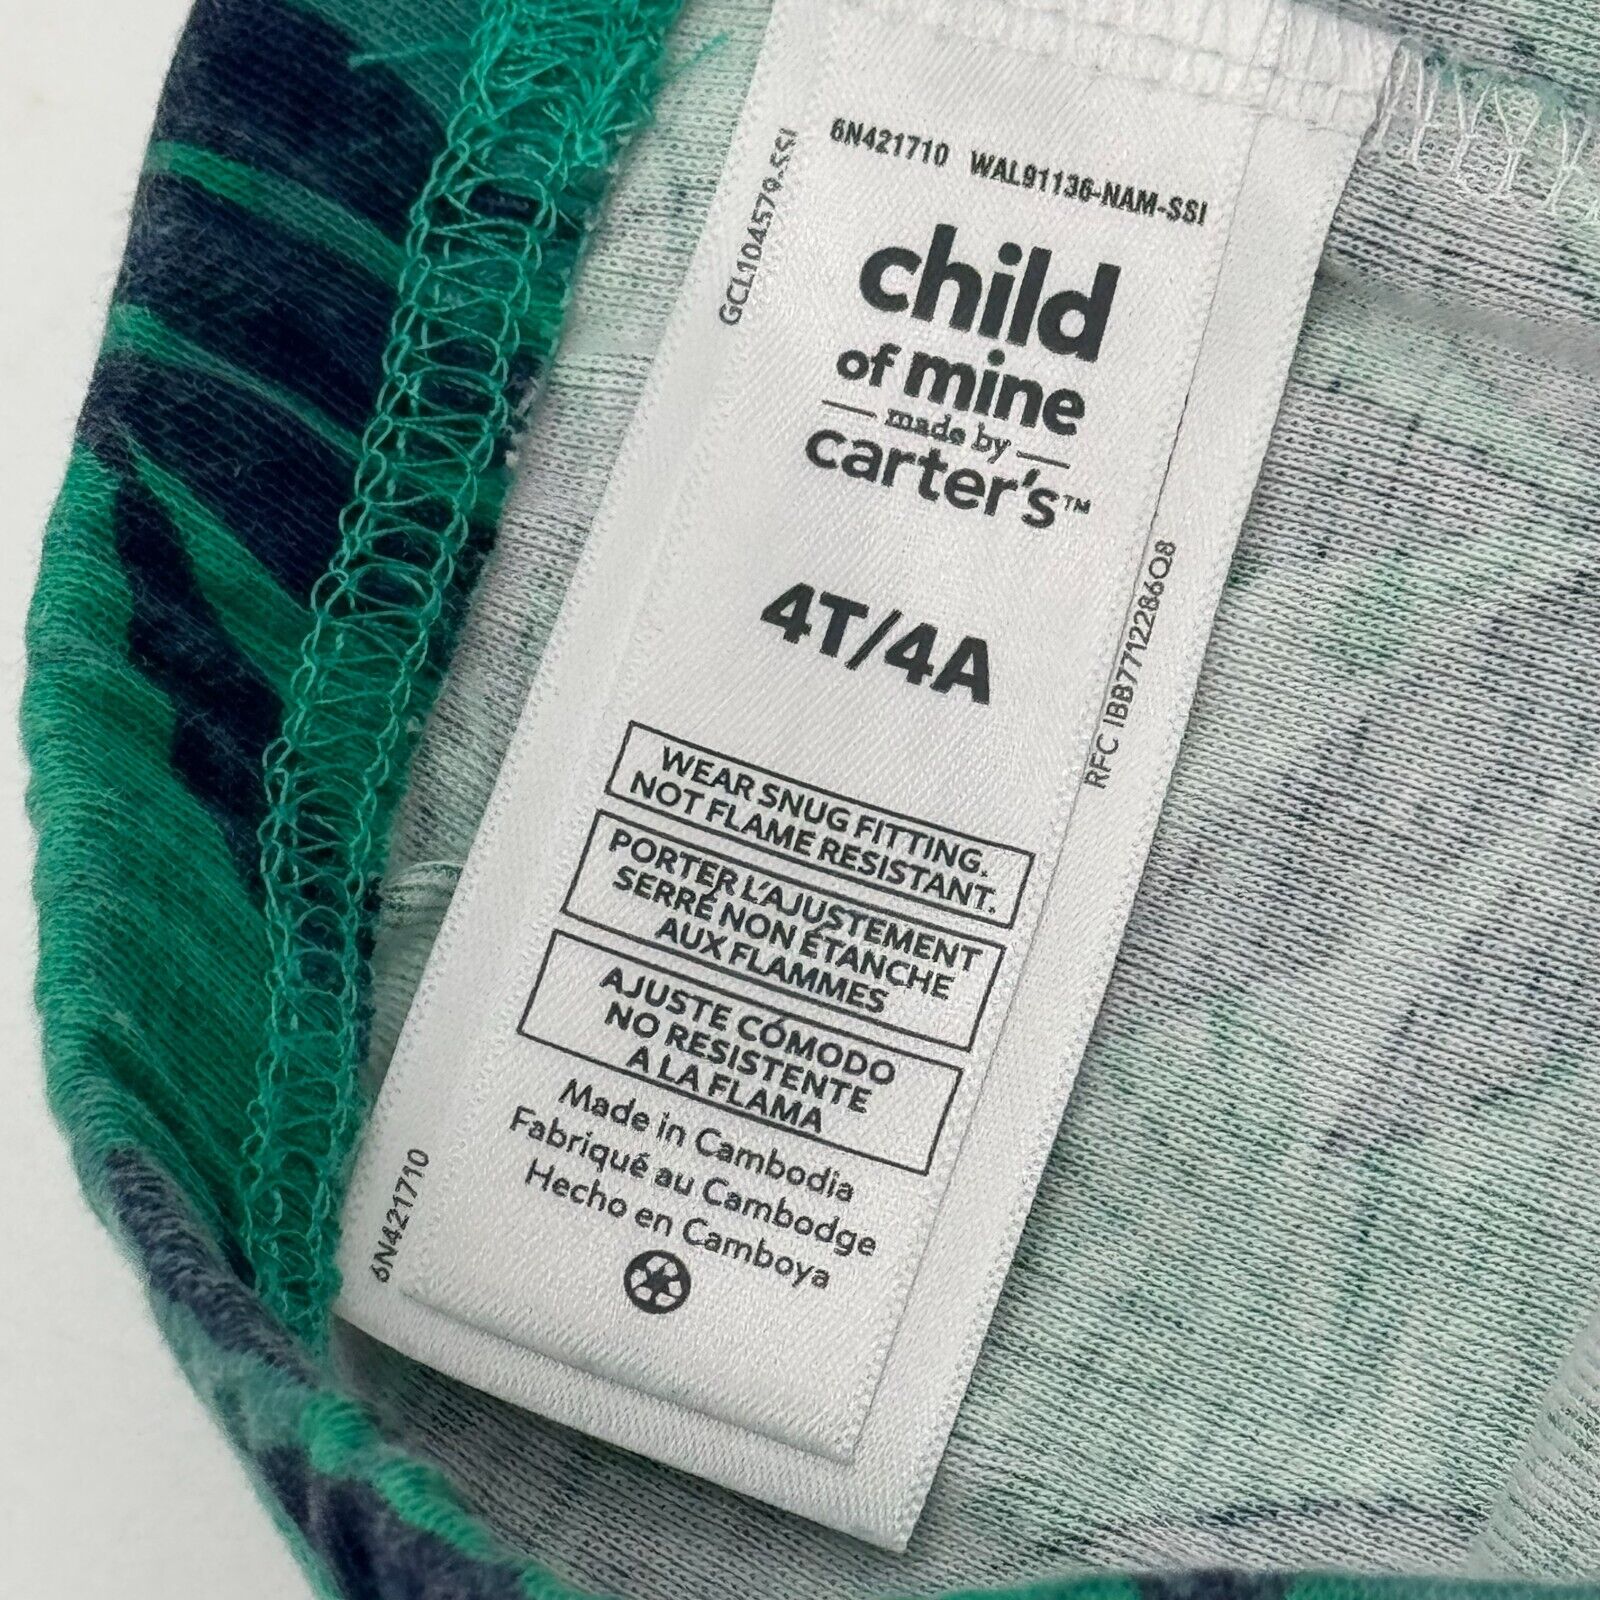 6N421710 WAL91136-NAM-SSI
GCL104579-SSI
child
of mine
made by
carter's™
4T/4A
RFC IBB7712286Q8
WEAR SNUG FITTING.
NOT FLAME RESISTANT.
PORTER L'AJUSTEMENT
SERRÉ NON ÉTANCHE
AUX FLAMMES
AJUSTE CÓMODO
NO RESISTENTE
A LA FLAMA
Made in Cambodia
Fabriqué au Cambodge
Hecho en Camboya
6N421710